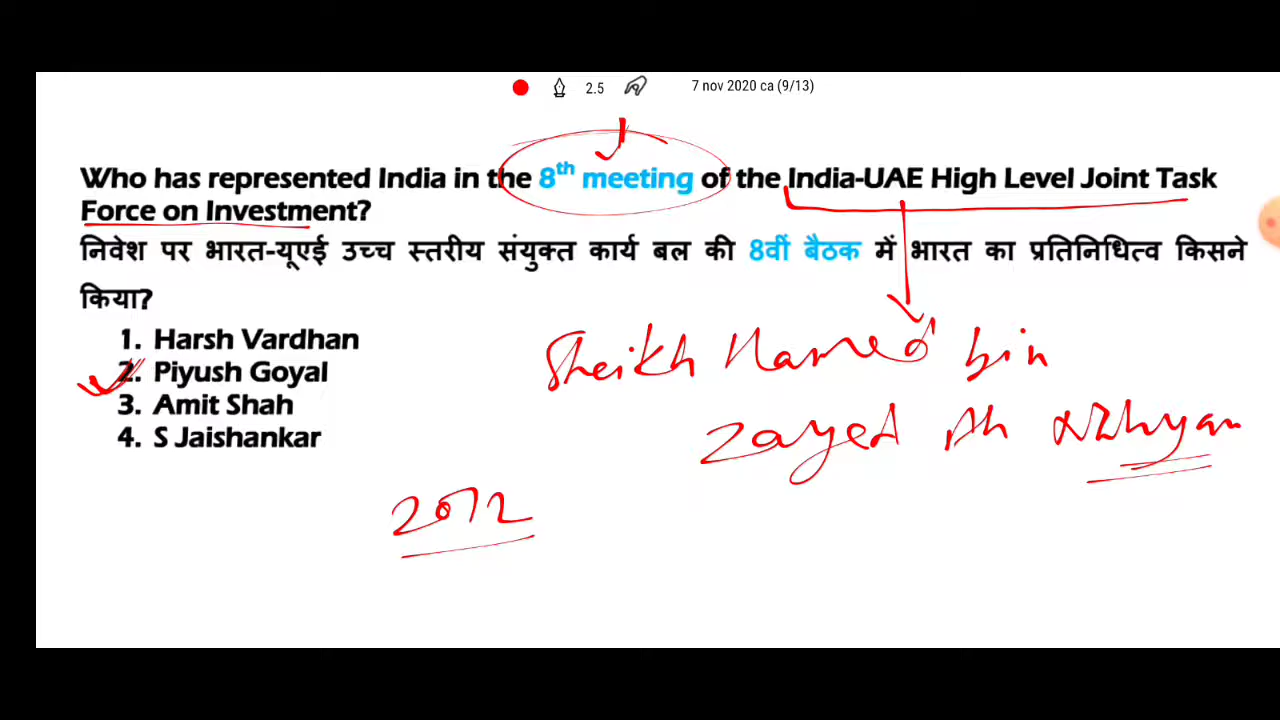 2.5 7 nov 2020 ca (9/13)
Who has represented India in the 8th meeting of the India-UAE High Level Joint Task
Force on Investment?
निवेश पर भारत-यूएई उच्च स्तरीय संयुक्त कार्य बल की 8वीं बैठक में भारत का प्रतिनिधित्व किसने
किया?
1. Harsh Vardhan
2. Piyush Goyal
3. Amit Shah
4. S Jaishankar
Sheikh Hamed bin
Zayed
2012